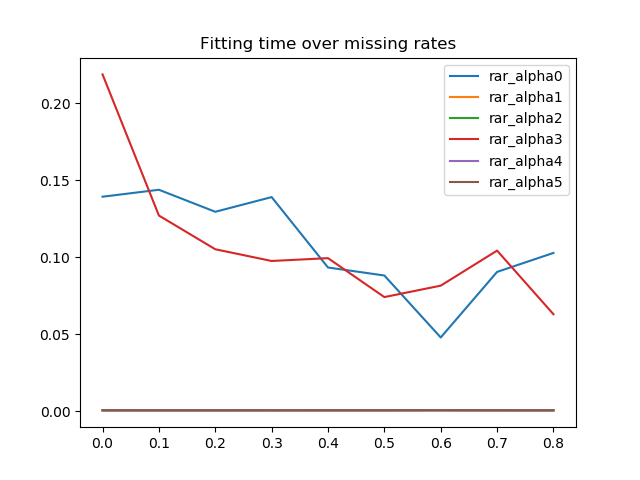 Fitting time over missing rates
rar_alpha0
rar_alpha1
rar_alpha2
rar_alpha3
rar_alpha4
rar_alpha5
0.20
0.15
0.10
0.05
0.00
0.0 0.1 0.2 0.3 0.4 0.5 0.6 0.7 0.8